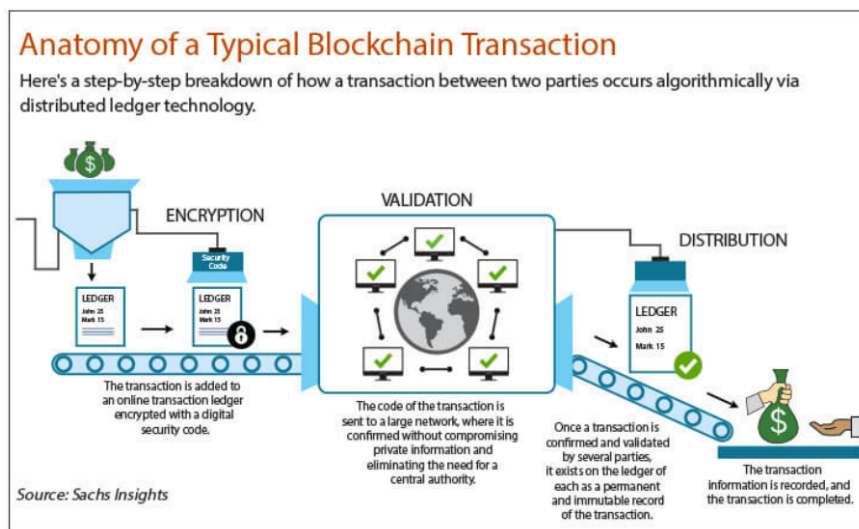 Anatomy of a Typical Blockchain Transaction
Here's a step-by-step breakdown of how a transaction between two parties occurs algorithmically via
distributed ledger technology.
ENCRYPTION
Security
Code
LEDGER
John 25
Mark 15
LEDGER
John 25
Mark 15
The transaction is added to
an online transaction ledger
encrypted with a digital
security code.
VALIDATION
The code of the transaction is
sent to a large network, where it is
confirmed without compromising
private information and
eliminating the need for a
central authority.
DISTRIBUTION
LEDGER
John 25
Mark 15
Once a transaction is
confirmed and validated
by several parties,
it exists on the ledger of
each as a permanent
and immutable record
of the transaction.
$
$
The transaction
information is recorded, and
the transaction is completed.
Source: Sachs Insights